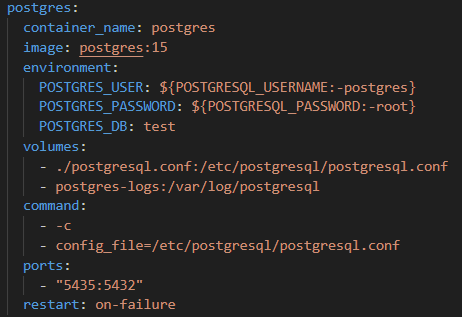 postgres:
  container_name: postgres
  image: postgres:15
  environment:
    POSTGRES_USER: ${POSTGRESQL_USERNAME:-postgres}
    POSTGRES_PASSWORD: ${POSTGRESQL_PASSWORD:-root}
    POSTGRES_DB: test
  volumes:
    - ./postgresql.conf:/etc/postgresql/postgresql.conf
    - postgres-logs:/var/log/postgresql
  command:
    - -c
    - config_file=/etc/postgresql/postgresql.conf
  ports:
    - "5435:5432"
  restart: on-failure